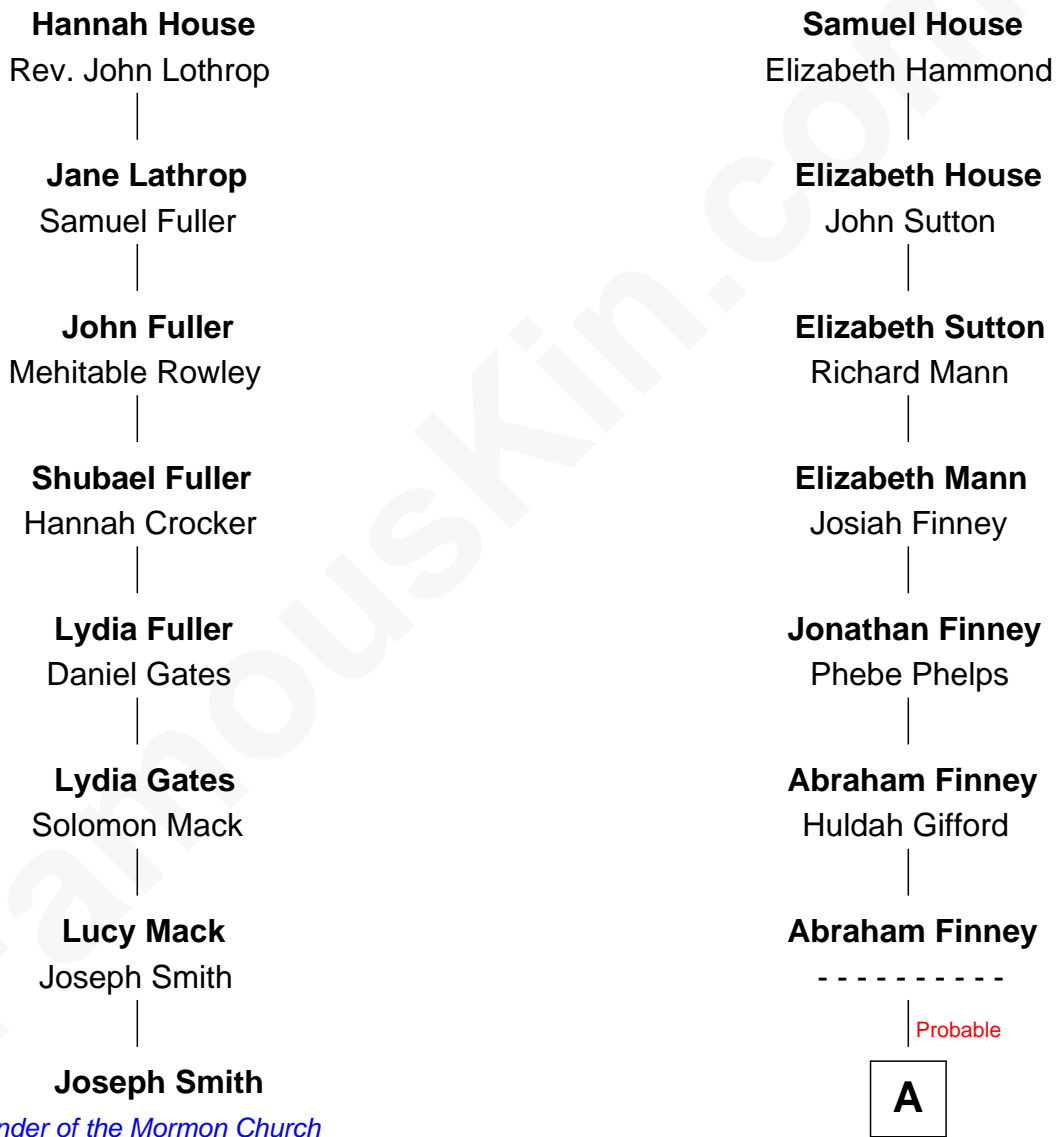 Hannah House
Rev. John Lothrop
Jane Lathrop
Samuel Fuller
John Fuller
Mehitable Rowley
Shubael Fuller
Hannah Crocker
Lydia Fuller
Daniel Gates
Lydia Gates
Solomon Mack
Lucy Mack
Joseph Smith
Joseph Smith
nder of the Mormon Church
Samuel House
Elizabeth Hammond
Elizabeth House
John Sutton
Elizabeth Sutton
Richard Mann
Elizabeth Mann
Josiah Finney
Jonathan Finney
Phebe Phelps
Abraham Finney
Huldah Gifford
Abraham Finney
- - - - - - - - - -
Probable
A
FamousKin.com